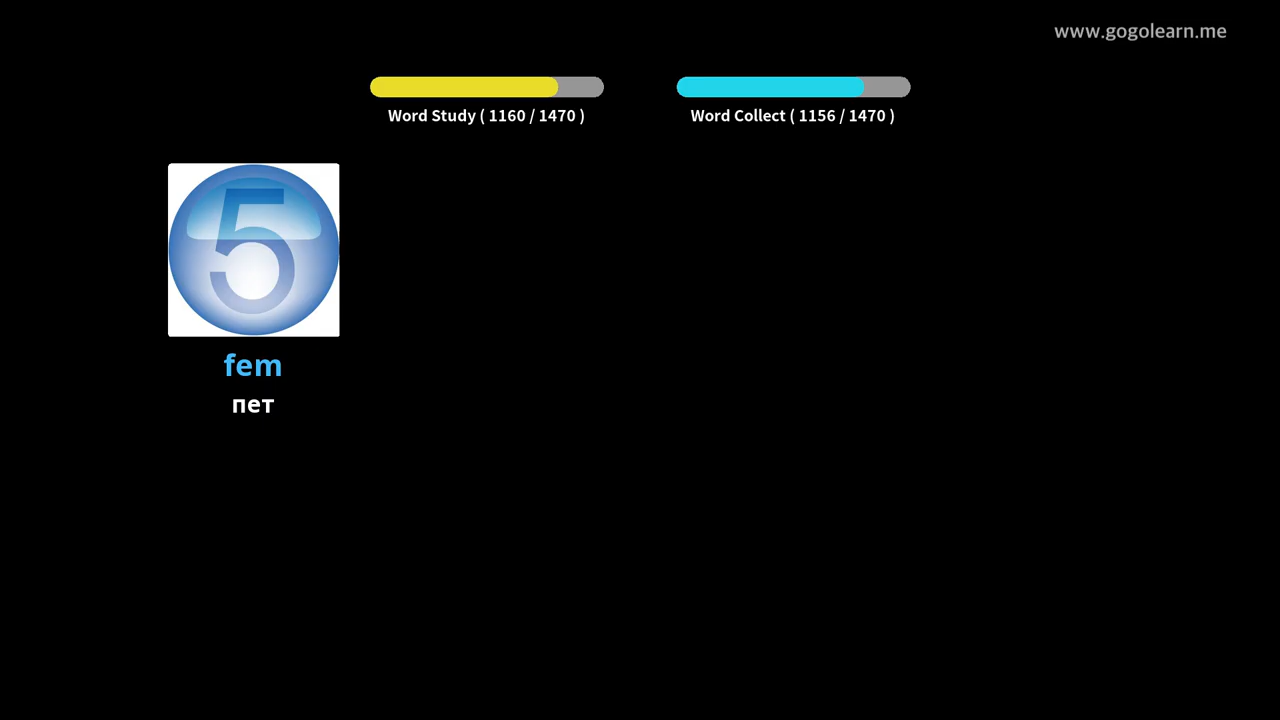 www.gogolearn.me
Word Study ( 1160 / 1470 )
Word Collect ( 1156 / 1470 )
5
fem
пет